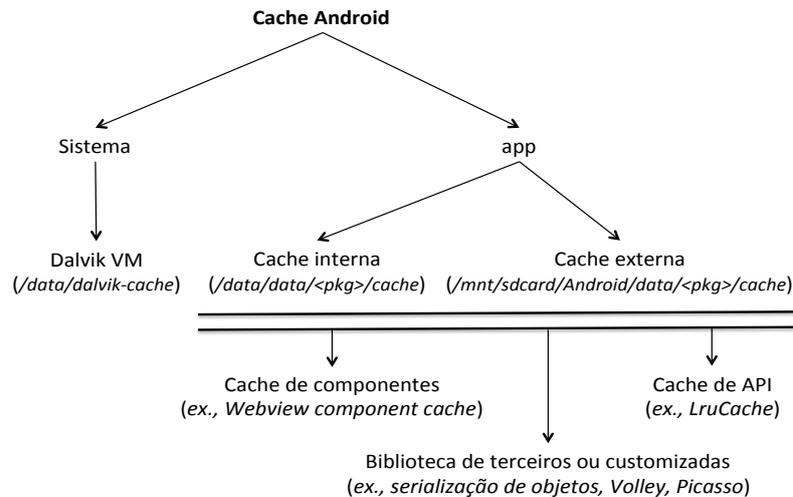 Cache Android
Sistema
app
Dalvik VM
(/data/dalvik-cache)
Cache interna
(/data/data/<pkg>/cache)
Cache externa
(/mnt/sdcard/Android/data/<pkg>/cache)
Cache de componentes
(ex., Webview component cache)
Cache de API
(ex., LruCache)
Biblioteca de terceiros ou customizadas
(ex., serialização de objetos, Volley, Picasso)